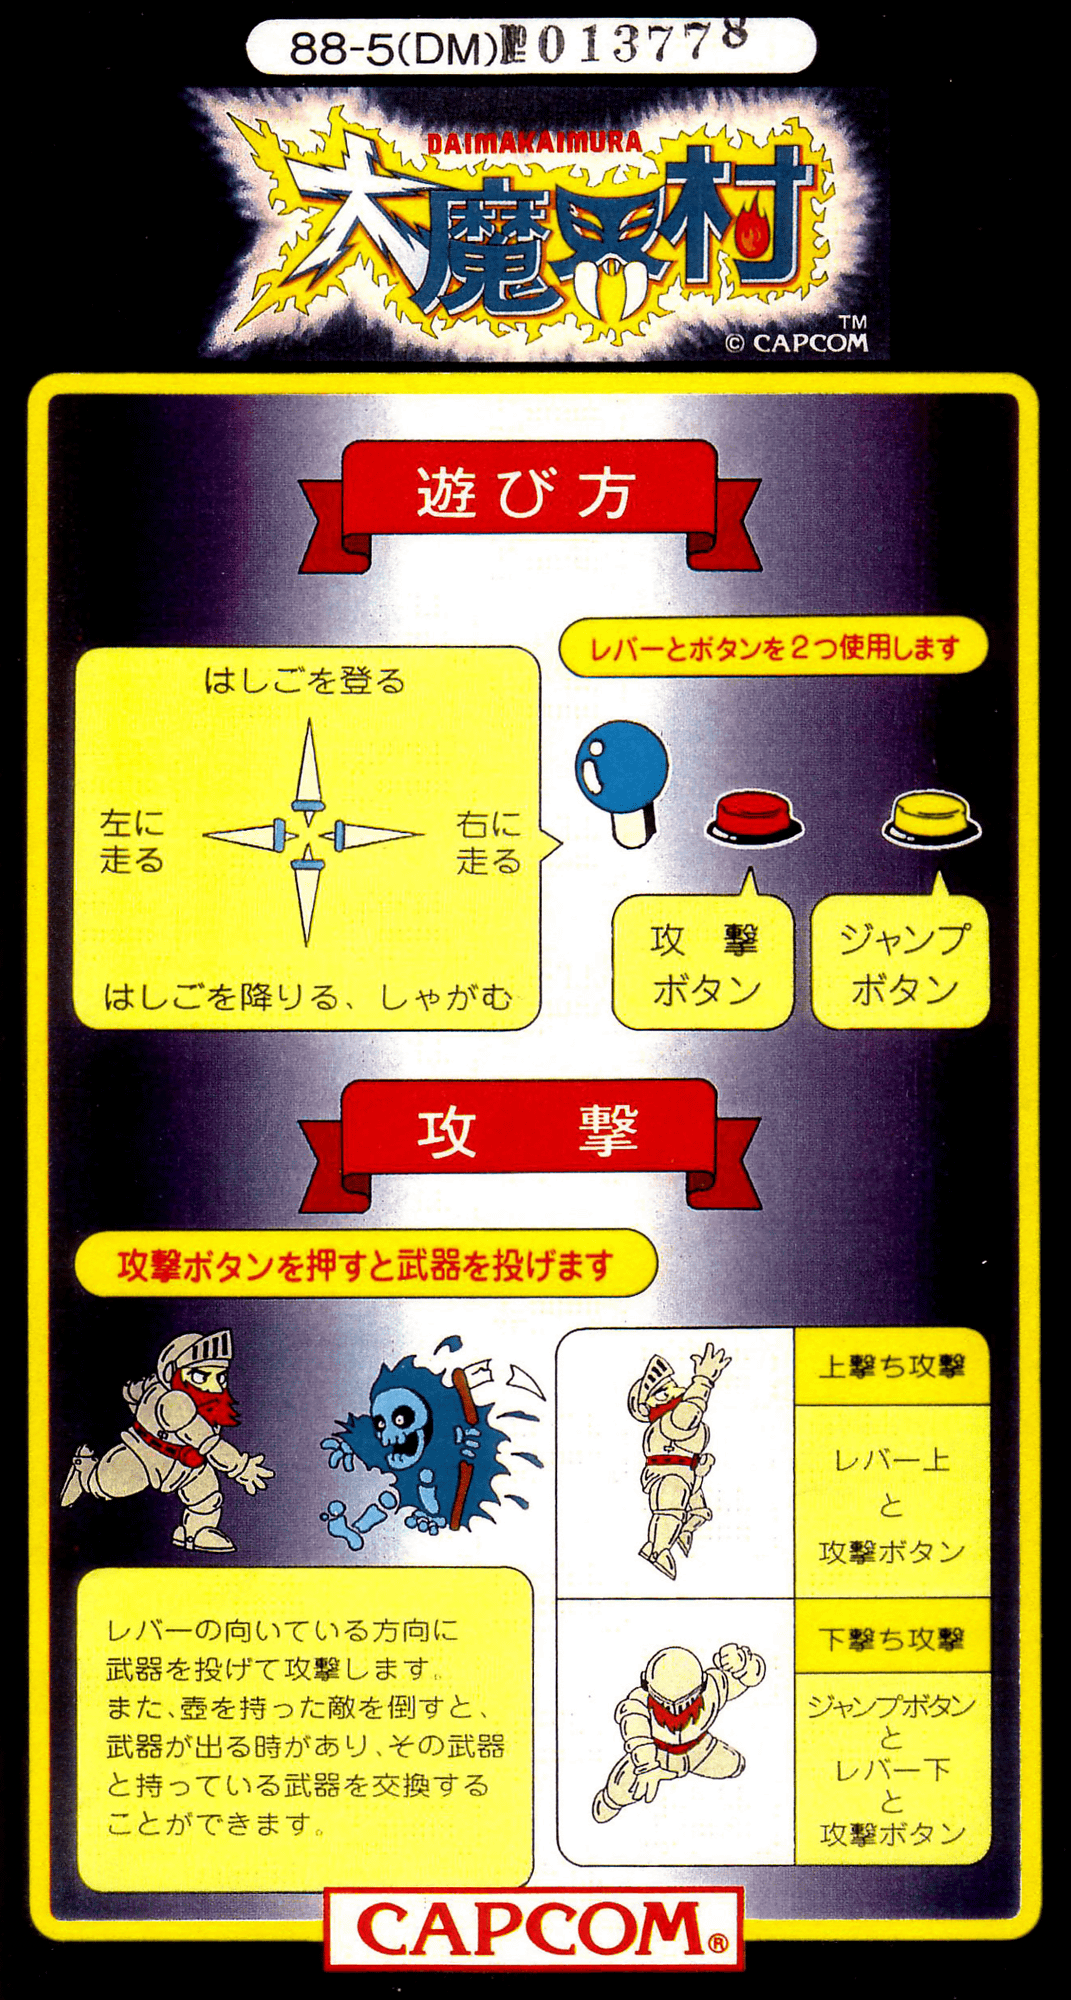 88-5(DM)№013778
DAIMAKAIMURA
大魔界村
TM
© CAPCOM
遊び方
レバーとボタンを2つ使用します
はしごを登る
左に
走る
右に
走る
はしごを降りる、しゃがむ
攻撃
ボタン
ジャンプ
ボタン
攻撃
攻撃ボタンを押すと武器を投げます
上撃ち攻撃
レバー上
と
攻撃ボタン
下撃ち攻撃
ジャンプボタン
と
レバー下
と
攻撃ボタン
レバーの向いている方向に
武器を投げて攻撃します。
また、壺を持った敵を倒すと、
武器が出る時があり、その武器
と持っている武器を交換する
ことができます。
CAPCOM®